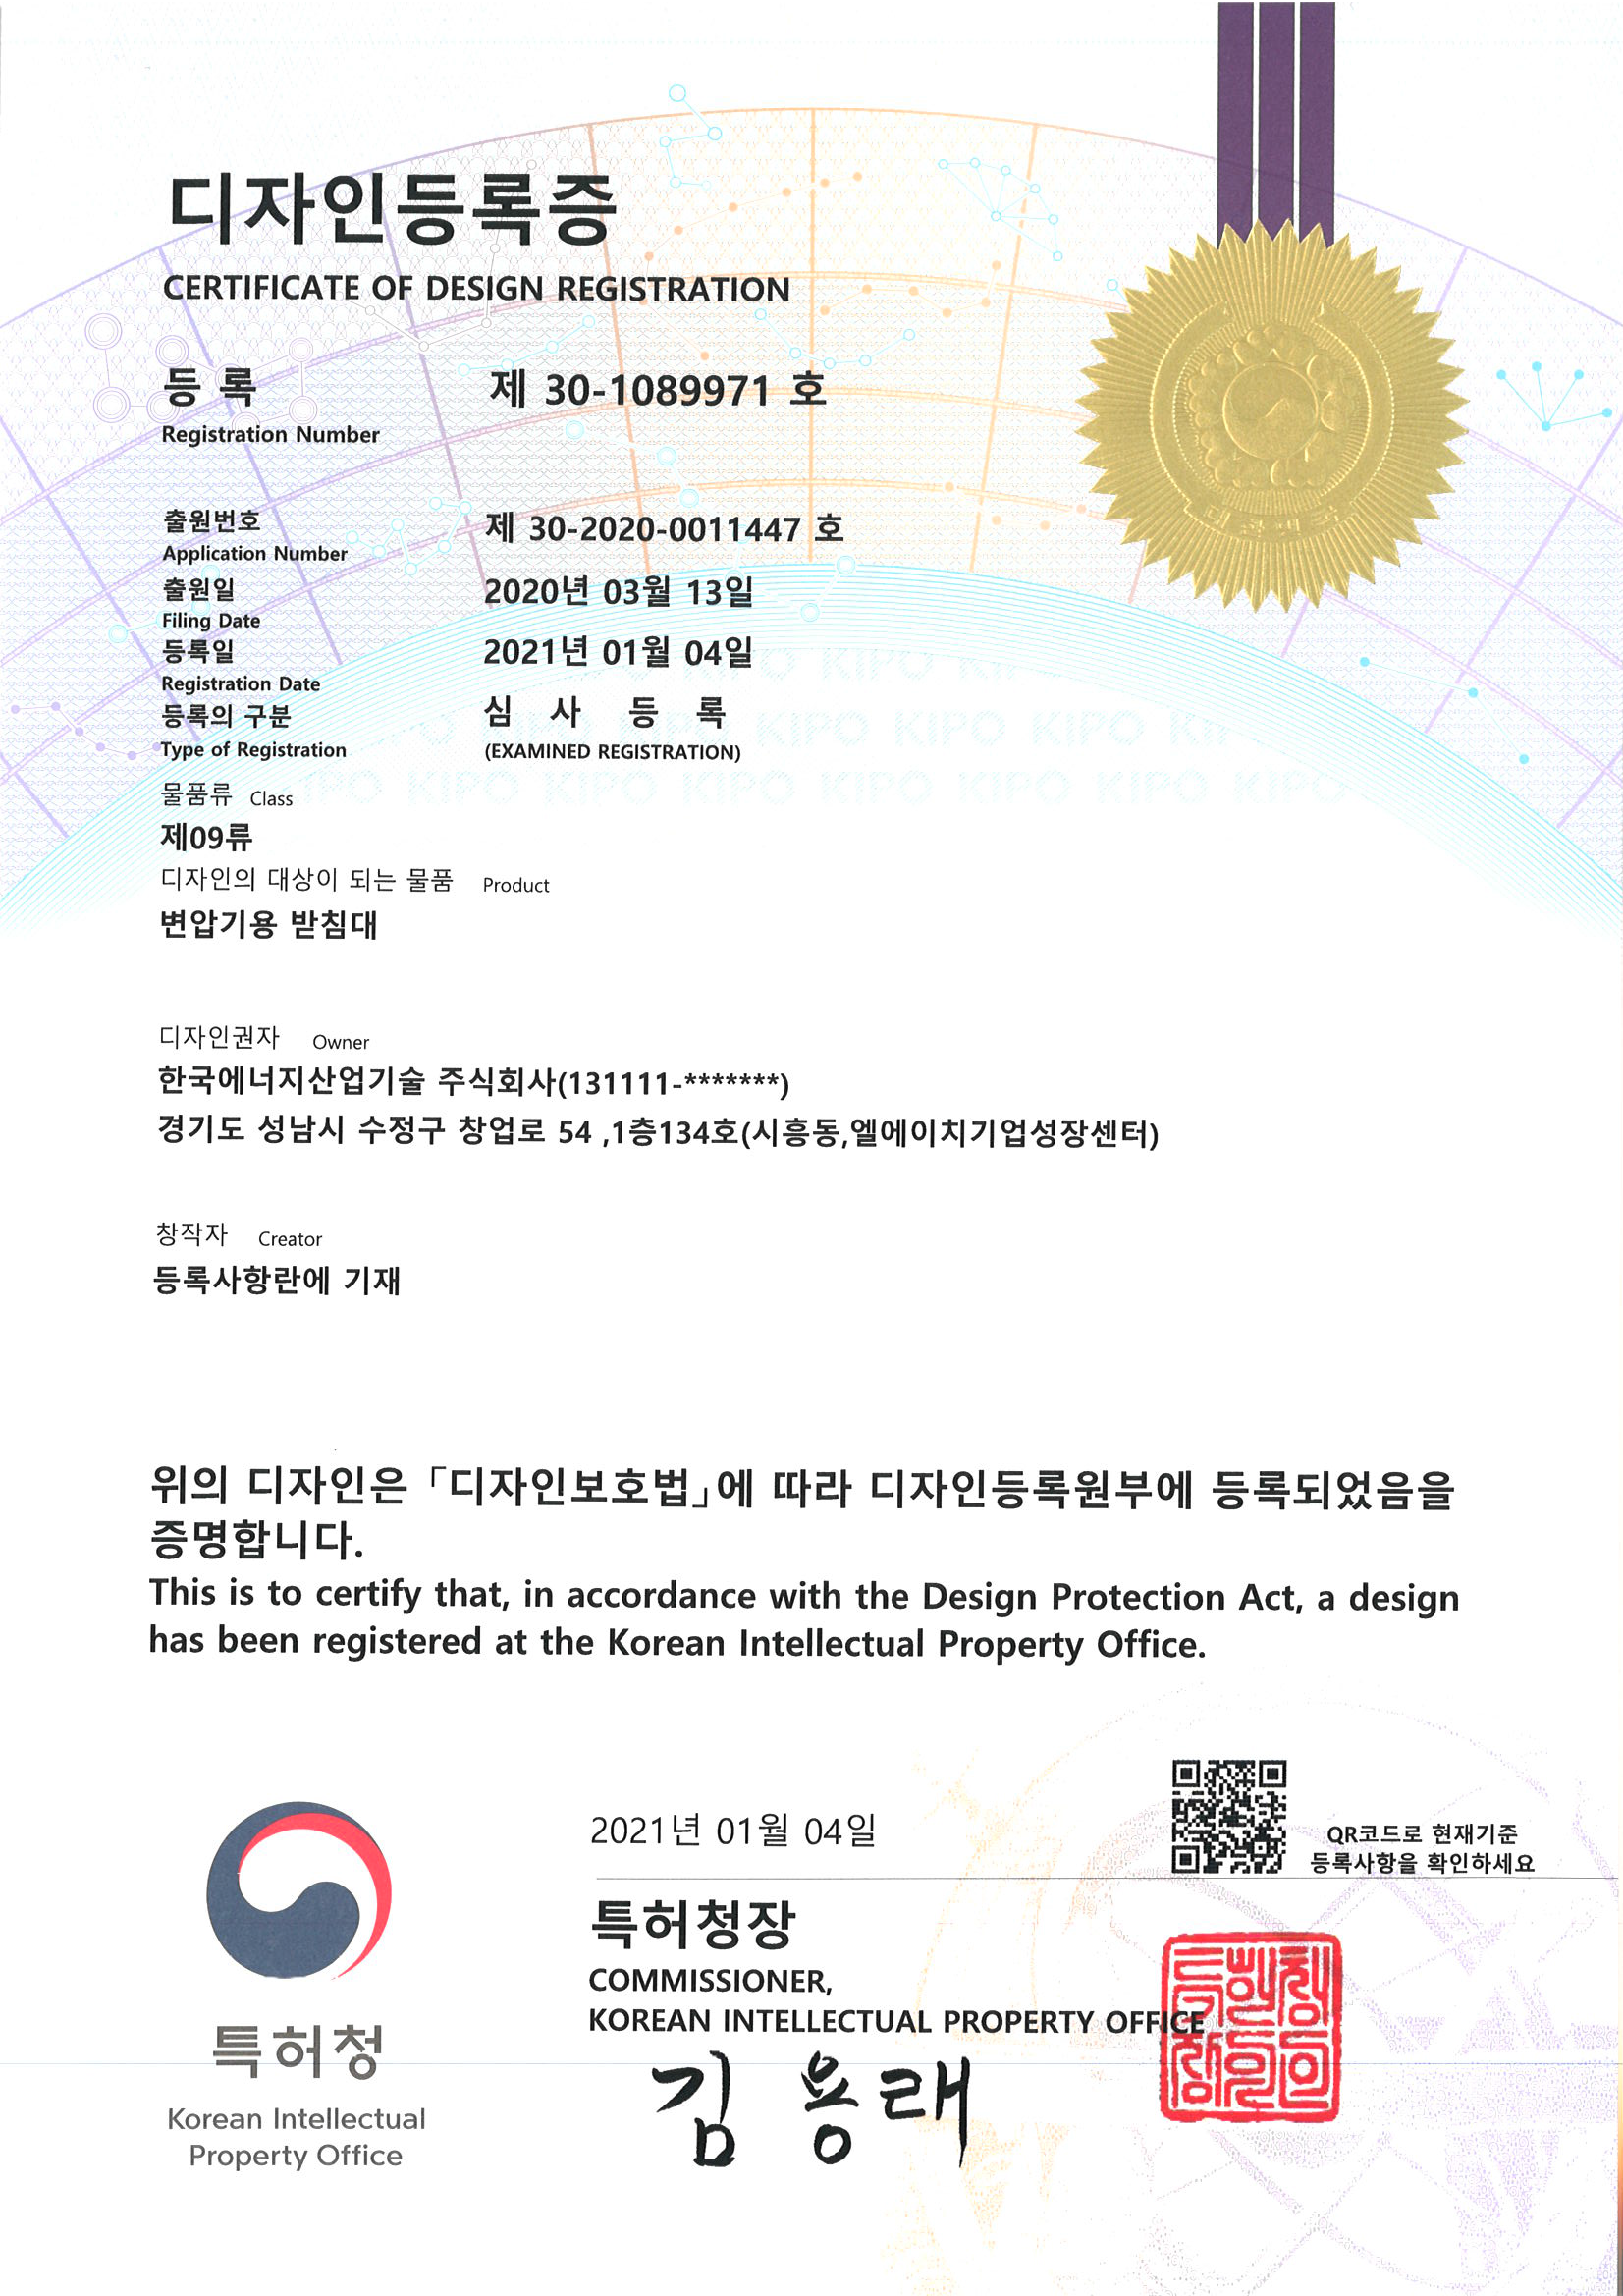 디자인등록증
CERTIFICATE OF DESIGN REGISTRATION
등 록 제 30-1089971 호
Registration Number
출원번호 제 30-2020-0011447 호
Application Number
출원일 2020년 03월 13일
Filing Date
등록일 2021년 01월 04일
Registration Date
등록의 구분 심 사 등 록
Type of Registration (EXAMINED REGISTRATION)
물품류 Class
제09류
디자인의 대상이 되는 물품 Product
변압기용 받침대
디자인권자 Owner
한국에너지산업기술 주식회사(131111-*******)
경기도 성남시 수정구 창업로 54 ,1층134호(시흥동,엘에이치기업성장센터)
창작자 Creator
등록사항란에 기재
위의 디자인은 「디자인보호법」에 따라 디자인등록원부에 등록되었음을
증명합니다.
This is to certify that, in accordance with the Design Protection Act, a design
has been registered at the Korean Intellectual Property Office.
2021년 01월 04일
QR코드로 현재기준
등록사항을 확인하세요
특허청장
COMMISSIONER,
KOREAN INTELLECTUAL PROPERTY OFFICE
김용래
특허청
Korean Intellectual
Property Office